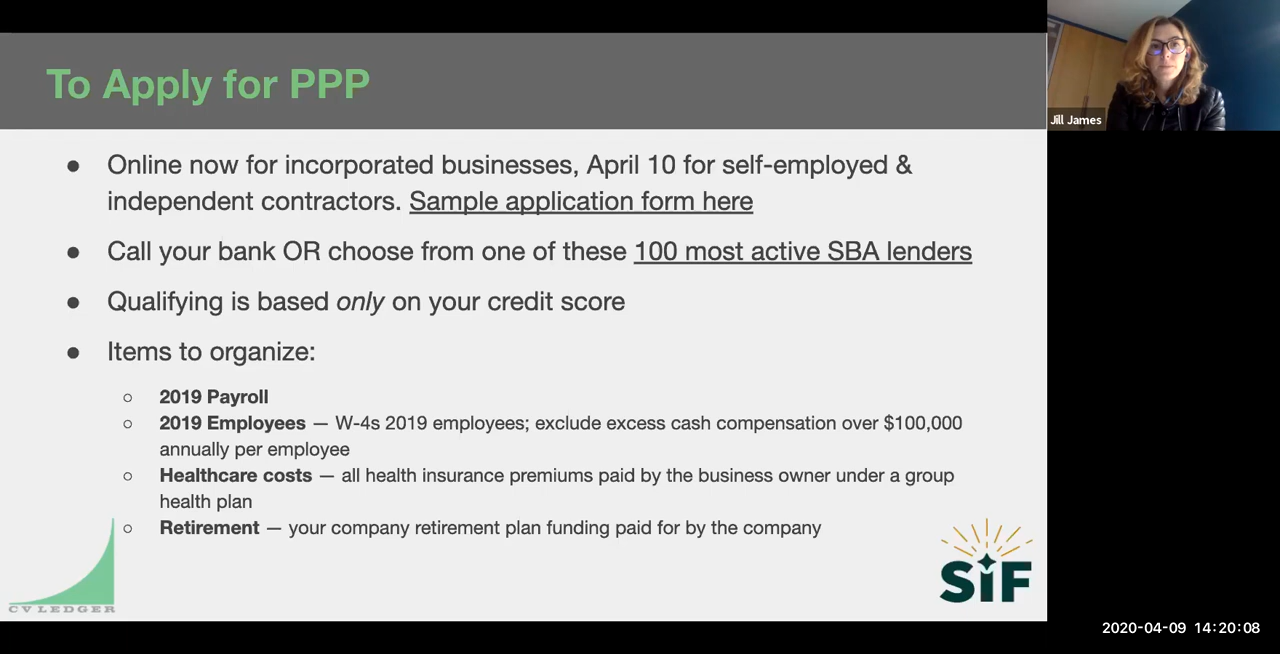 To Apply for PPP
Jill James
● Online now for incorporated businesses, April 10 for self-employed &
independent contractors. Sample application form here
● Call your bank OR choose from one of these 100 most active SBA lenders
● Qualifying is based only on your credit score
● Items to organize:
○ 2019 Payroll
○ 2019 Employees — W-4s 2019 employees; exclude excess cash compensation over $100,000
annually per employee
○ Healthcare costs — all health insurance premiums paid by the business owner under a group
health plan
○ Retirement — your company retirement plan funding paid for by the company
CV LEDGER
SiF
2020-04-09 14:20:08